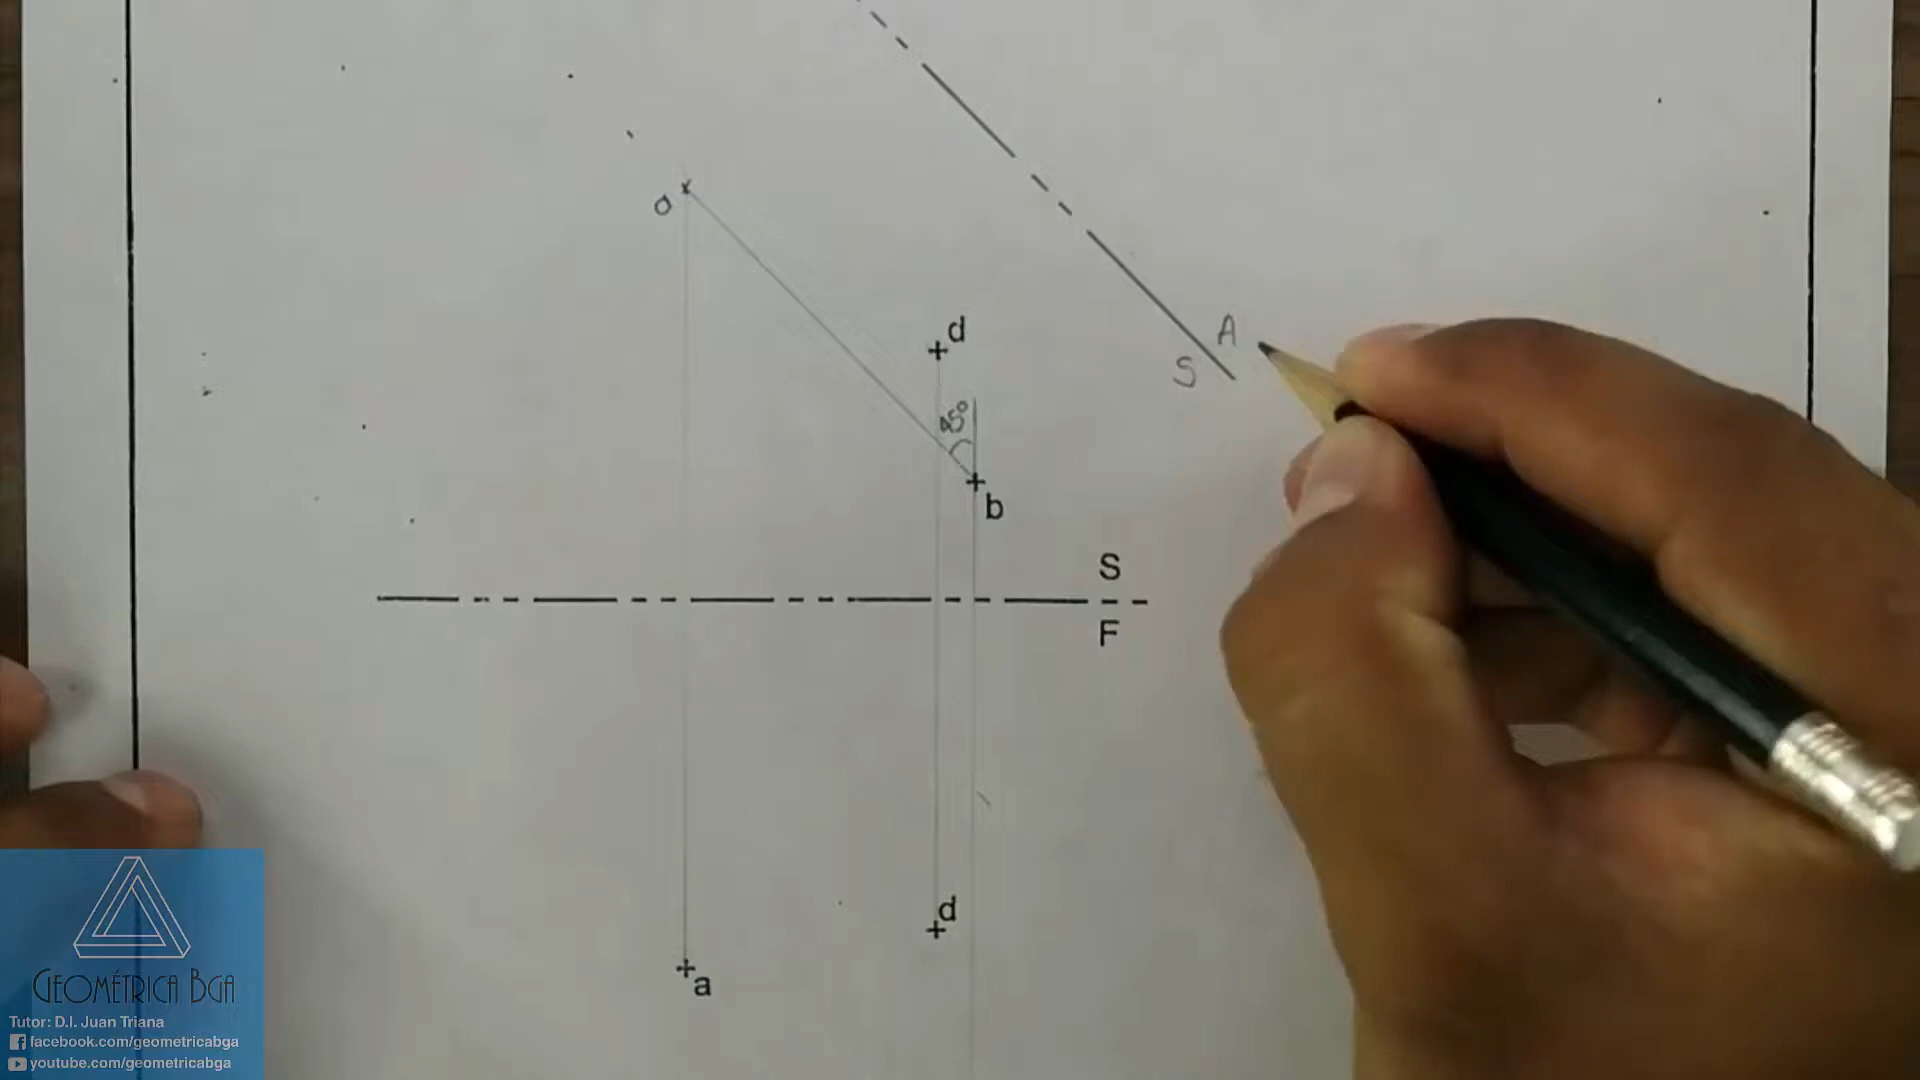 a
d
45°
b
A
S
S
F
d
a
GEOMÉTRICA BGA
Tutor: D.I. Juan Triana
facebook.com/geometricabga
youtube.com/geometricabga